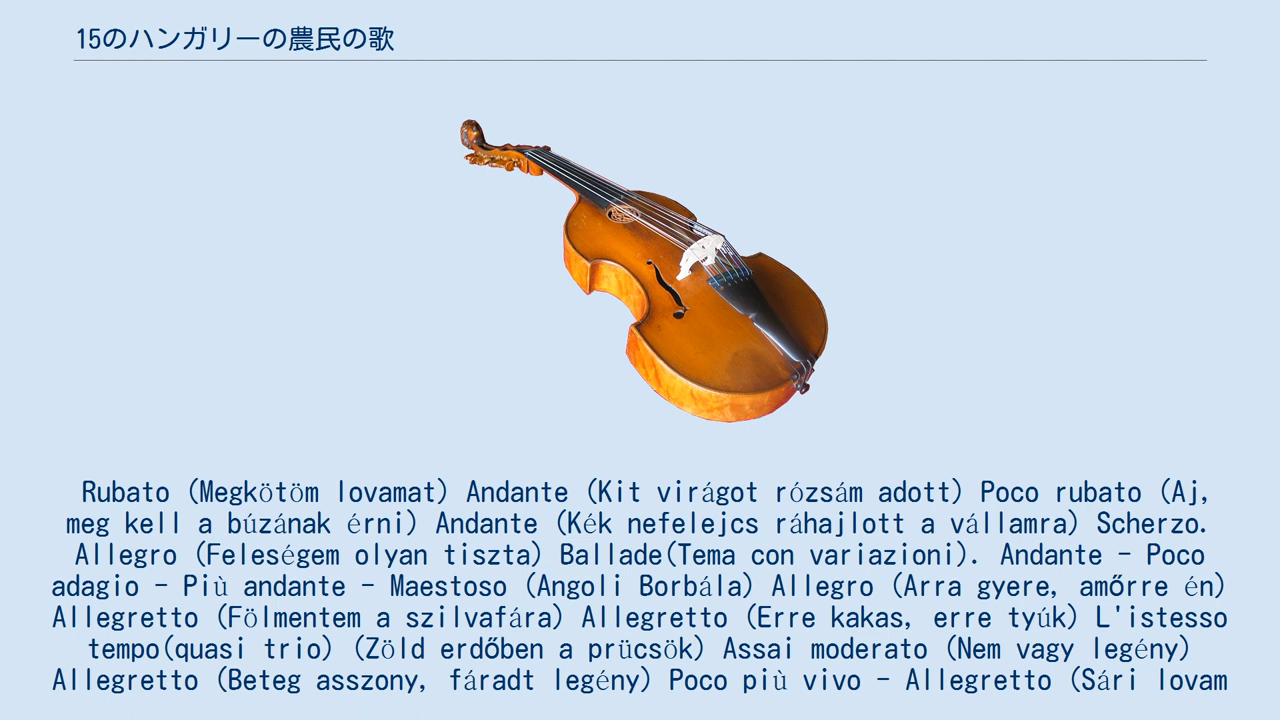 15のハンガリーの農民の歌
Rubato (Megkötöm lovamat) Andante (Kit virágot rózsám adott) Poco rubato (Aj,
meg kell a búzának érni) Andante (Kék nefelejcs ráhajlott a vállamra) Scherzo.
Allegro (Feleségem olyan tiszta) Ballade(Tema con variazioni). Andante – Poco
adagio – Più andante – Maestoso (Angoli Borbála) Allegro (Arra gyere, amőrre én)
Allegretto (Fölmentem a szilvafára) Allegretto (Erre kakas, erre tyúk) L'istesso
tempo(quasi trio) (Zöld erdőben a prücsök) Assai moderato (Nem vagy legény)
Allegretto (Beteg asszony, fáradt legény) Poco più vivo – Allegretto (Sári lovam